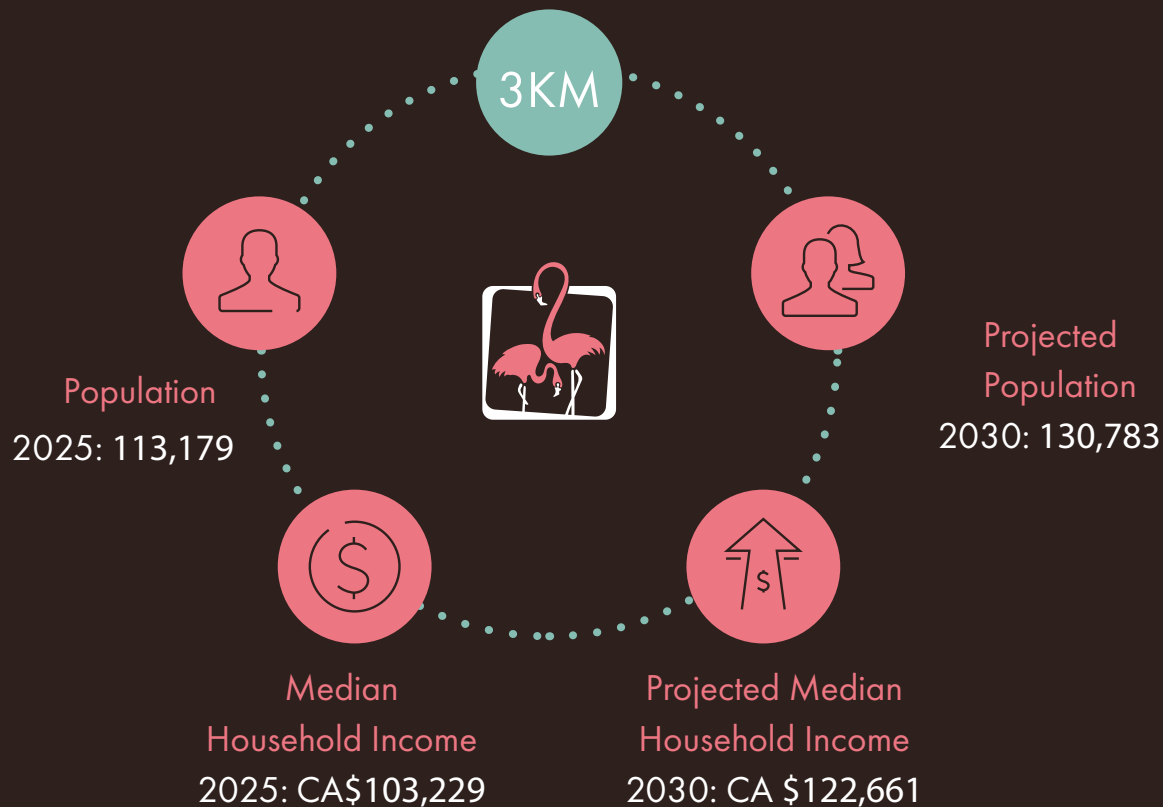 3KM
Population
2025: 113,179
Projected
Population
2030: 130,783
$
$
Median
Household Income
2025: CA$103,229
Projected Median
Household Income
2030: CA $122,661